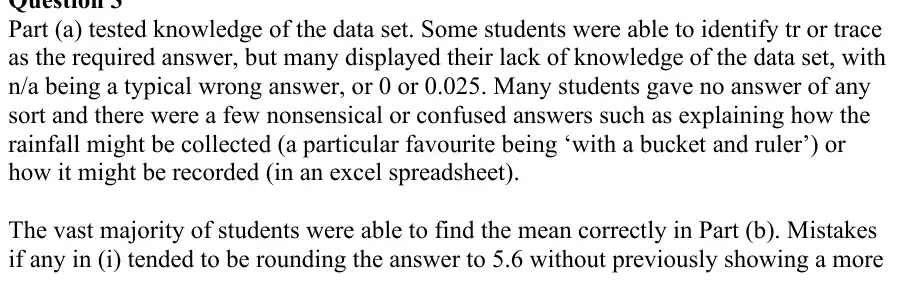 Question 3
Part (a) tested knowledge of the data set. Some students were able to identify tr or trace
as the required answer, but many displayed their lack of knowledge of the data set, with
n/a being a typical wrong answer, or 0 or 0.025. Many students gave no answer of any
sort and there were a few nonsensical or confused answers such as explaining how the
rainfall might be collected (a particular favourite being ‘with a bucket and ruler’) or
how it might be recorded (in an excel spreadsheet).
The vast majority of students were able to find the mean correctly in Part (b). Mistakes
if any in (i) tended to be rounding the answer to 5.6 without previously showing a more